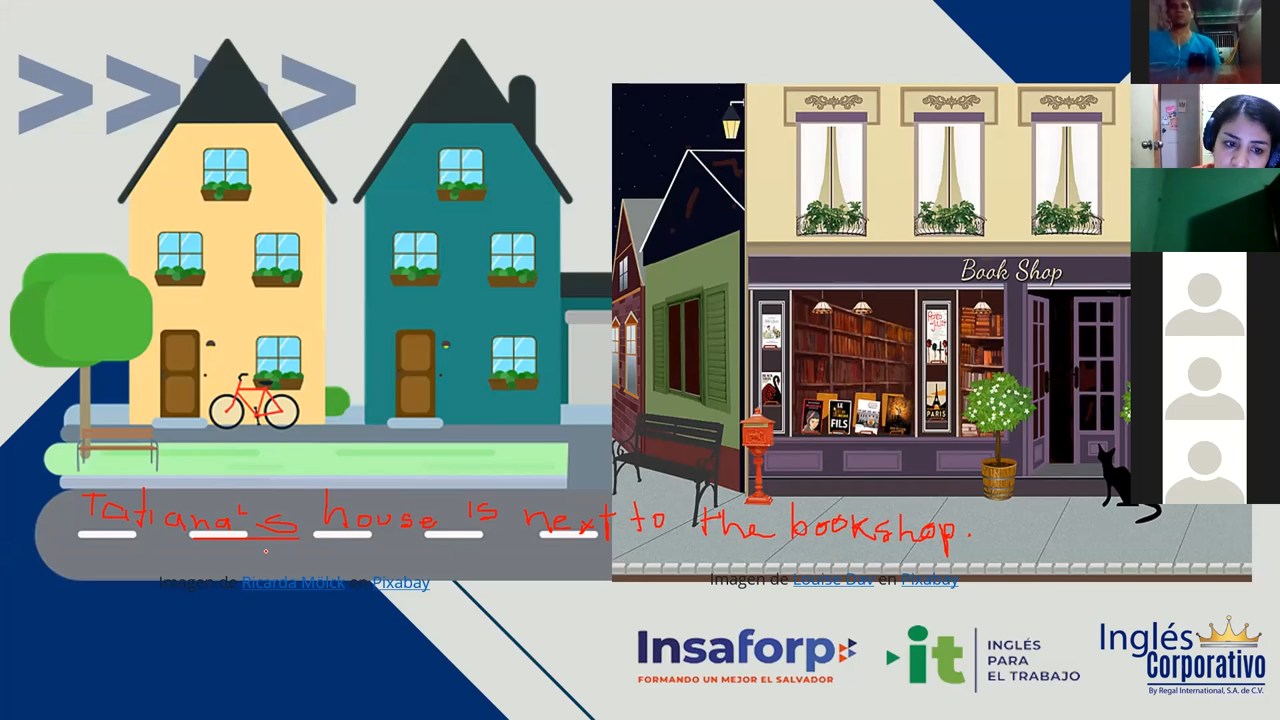 Book Shop
LE
FILS
PARIS
Tatiana's house is next to the bookshop.
Imagen de Ricarda Mölck en Pixabay
Imagen de Louise Dav en Pixabay
Insaforp
FORMANDO UN MEJOR EL SALVADOR
it
INGLÉS
PARA
EL TRABAJO
Inglés
Corporativo
By Regal International, S.A. de C.V.